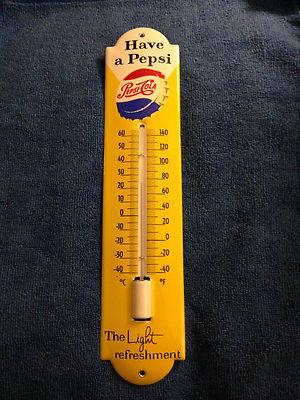 Have
a Pepsi
Pepsi-Cola
60 140
50 120
40 100
30 80
20 60
10 40
0 20
-10 0
-20 -20
-30 -40
-40
°C °F
The Light
refreshment